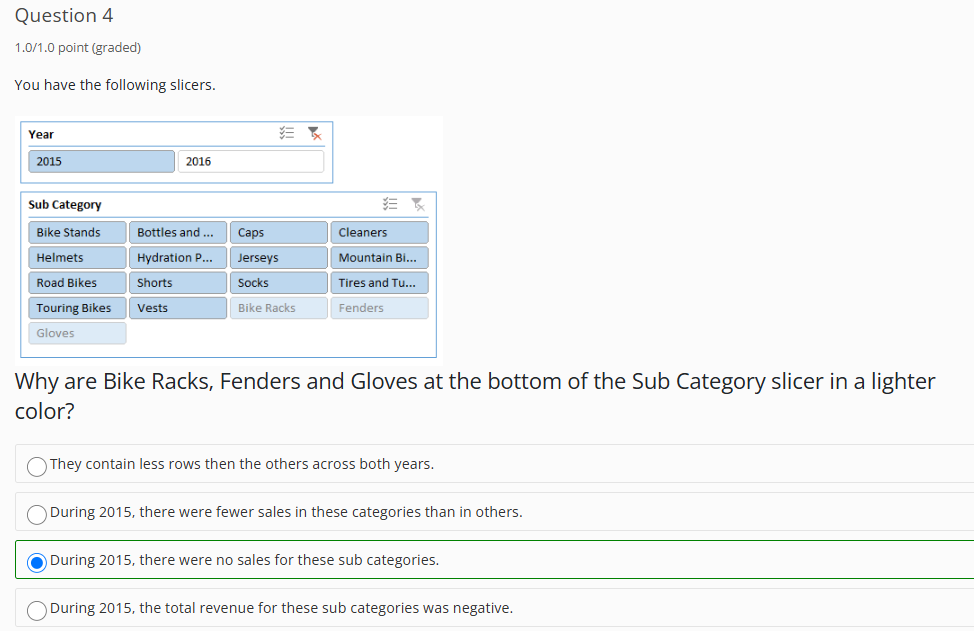 Question 4
1.0/1.0 point (graded)
You have the following slicers.
Year
2015 2016
Sub Category
Bike Stands Bottles and ... Caps Cleaners
Helmets Hydration P... Jerseys Mountain Bi...
Road Bikes Shorts Socks Tires and Tu...
Touring Bikes Vests Bike Racks Fenders
Gloves
Why are Bike Racks, Fenders and Gloves at the bottom of the Sub Category slicer in a lighter
color?
They contain less rows then the others across both years.
During 2015, there were fewer sales in these categories than in others.
During 2015, there were no sales for these sub categories.
During 2015, the total revenue for these sub categories was negative.